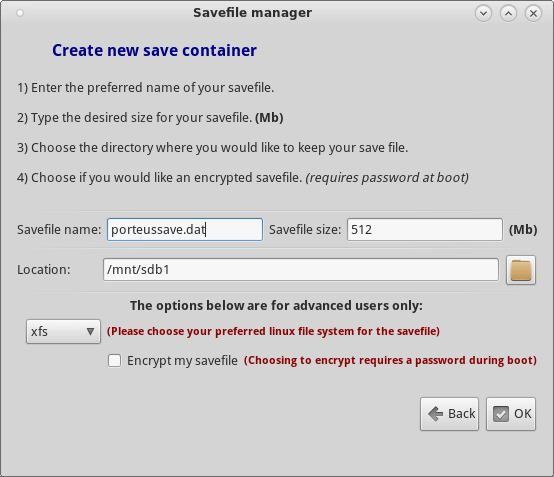 Savefile manager
Create new save container
1) Enter the preferred name of your savefile.
2) Type the desired size for your savefile. (Mb)
3) Choose the directory where you would like to keep your save file.
4) Choose if you would like an encrypted savefile. (requires password at boot)
Savefile name: porteussave.dat Savefile size: 512 (Mb)
Location: /mnt/sdb1
The options below are for advanced users only:
xfs (Please choose your preferred linux file system for the savefile)
Encrypt my savefile (Choosing to encrypt requires a password during boot)
Back OK